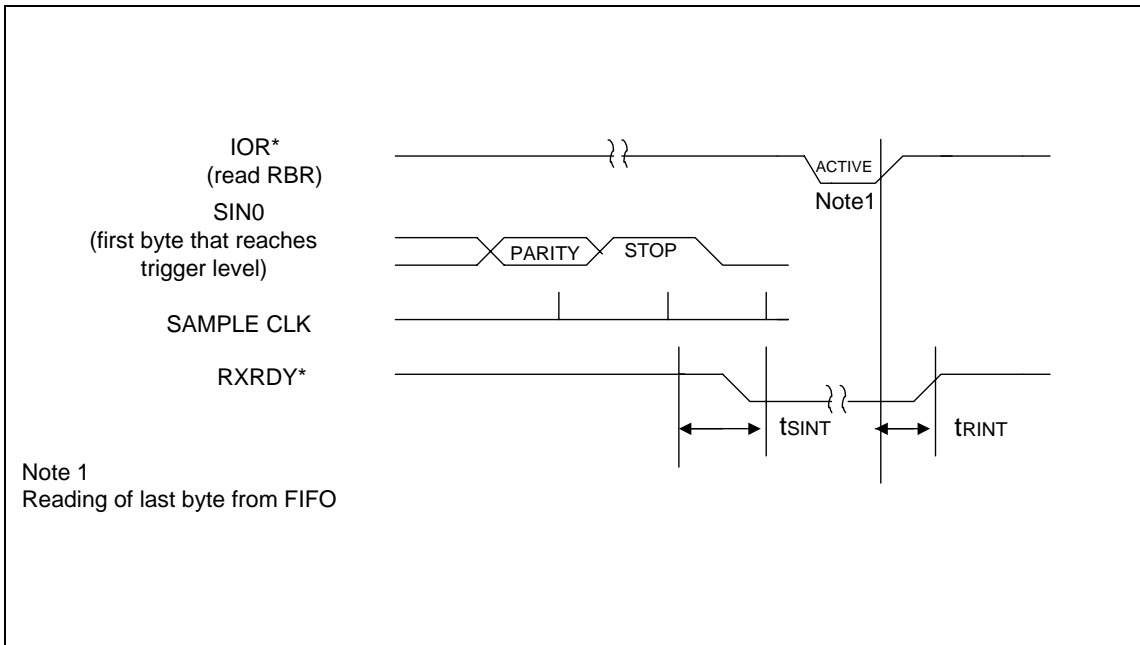 IOR*
(read RBR)
ACTIVE
Note1
SIN0
(first byte that reaches
trigger level)
PARITY
STOP
SAMPLE CLK
RXRDY*
tSINT
tRINT
Note 1
Reading of last byte from FIFO